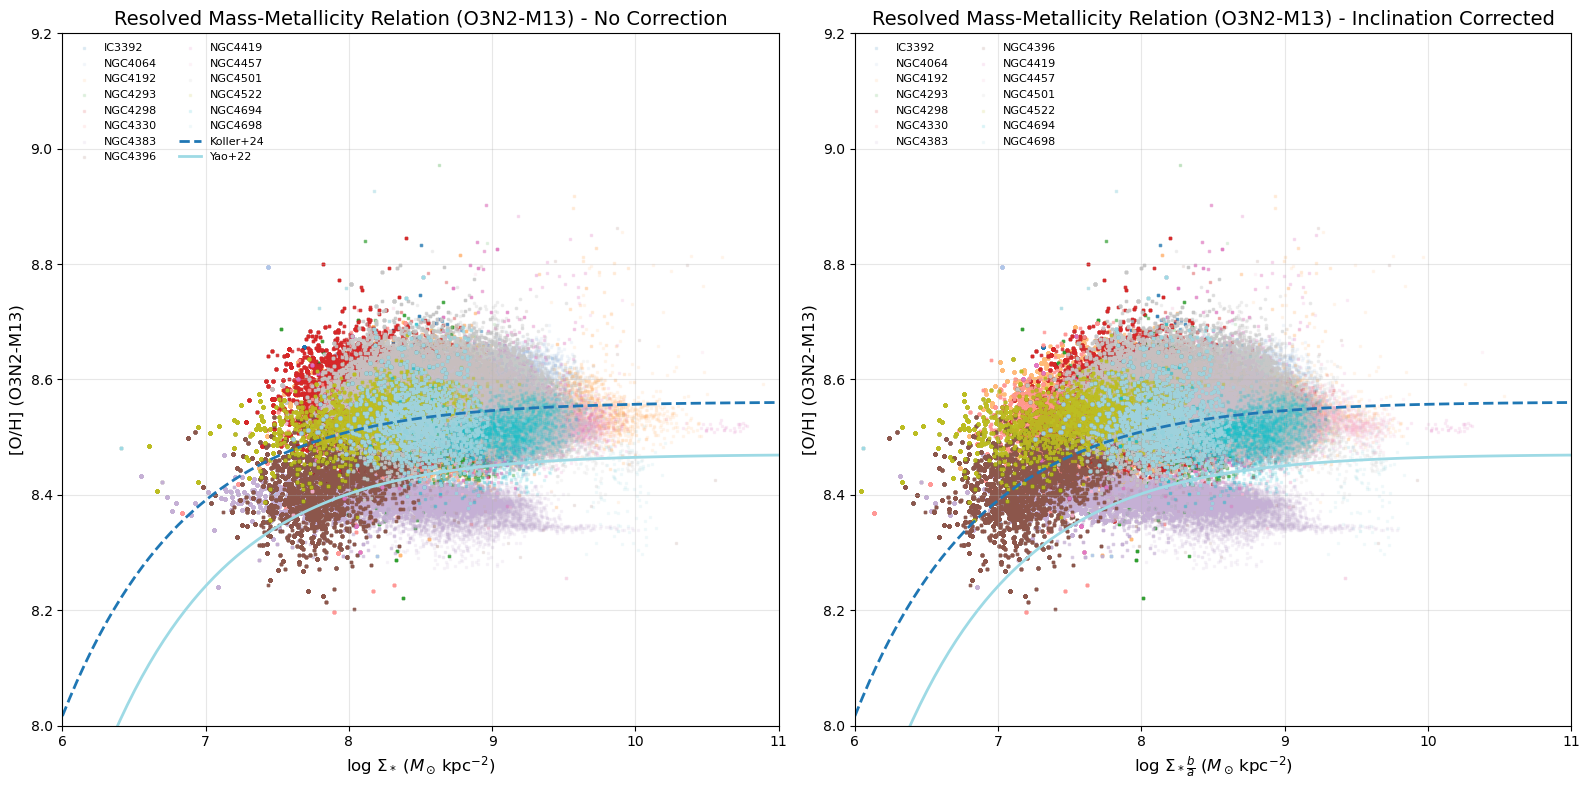 Resolved Mass-Metallicity Relation (O3N2-M13) - No Correction
[O/H] (O3N2-M13)
9.2
9.0
8.8
8.6
8.4
8.2
8.0
IC3392
NGC4064
NGC4192
NGC4293
NGC4298
NGC4330
NGC4383
NGC4396
NGC4419
NGC4457
NGC4501
NGC4522
NGC4694
NGC4698
Koller+24
Yao+22
6 7 8 9 10 11
log Σ* (M⊙ kpc⁻²)
Resolved Mass-Metallicity Relation (O3N2-M13) - Inclination Corrected
[O/H] (O3N2-M13)
9.2
9.0
8.8
8.6
8.4
8.2
8.0
IC3392
NGC4064
NGC4192
NGC4293
NGC4298
NGC4330
NGC4383
NGC4396
NGC4419
NGC4457
NGC4501
NGC4522
NGC4694
NGC4698
6 7 8 9 10 11
log Σ* b/a (M⊙ kpc⁻²)